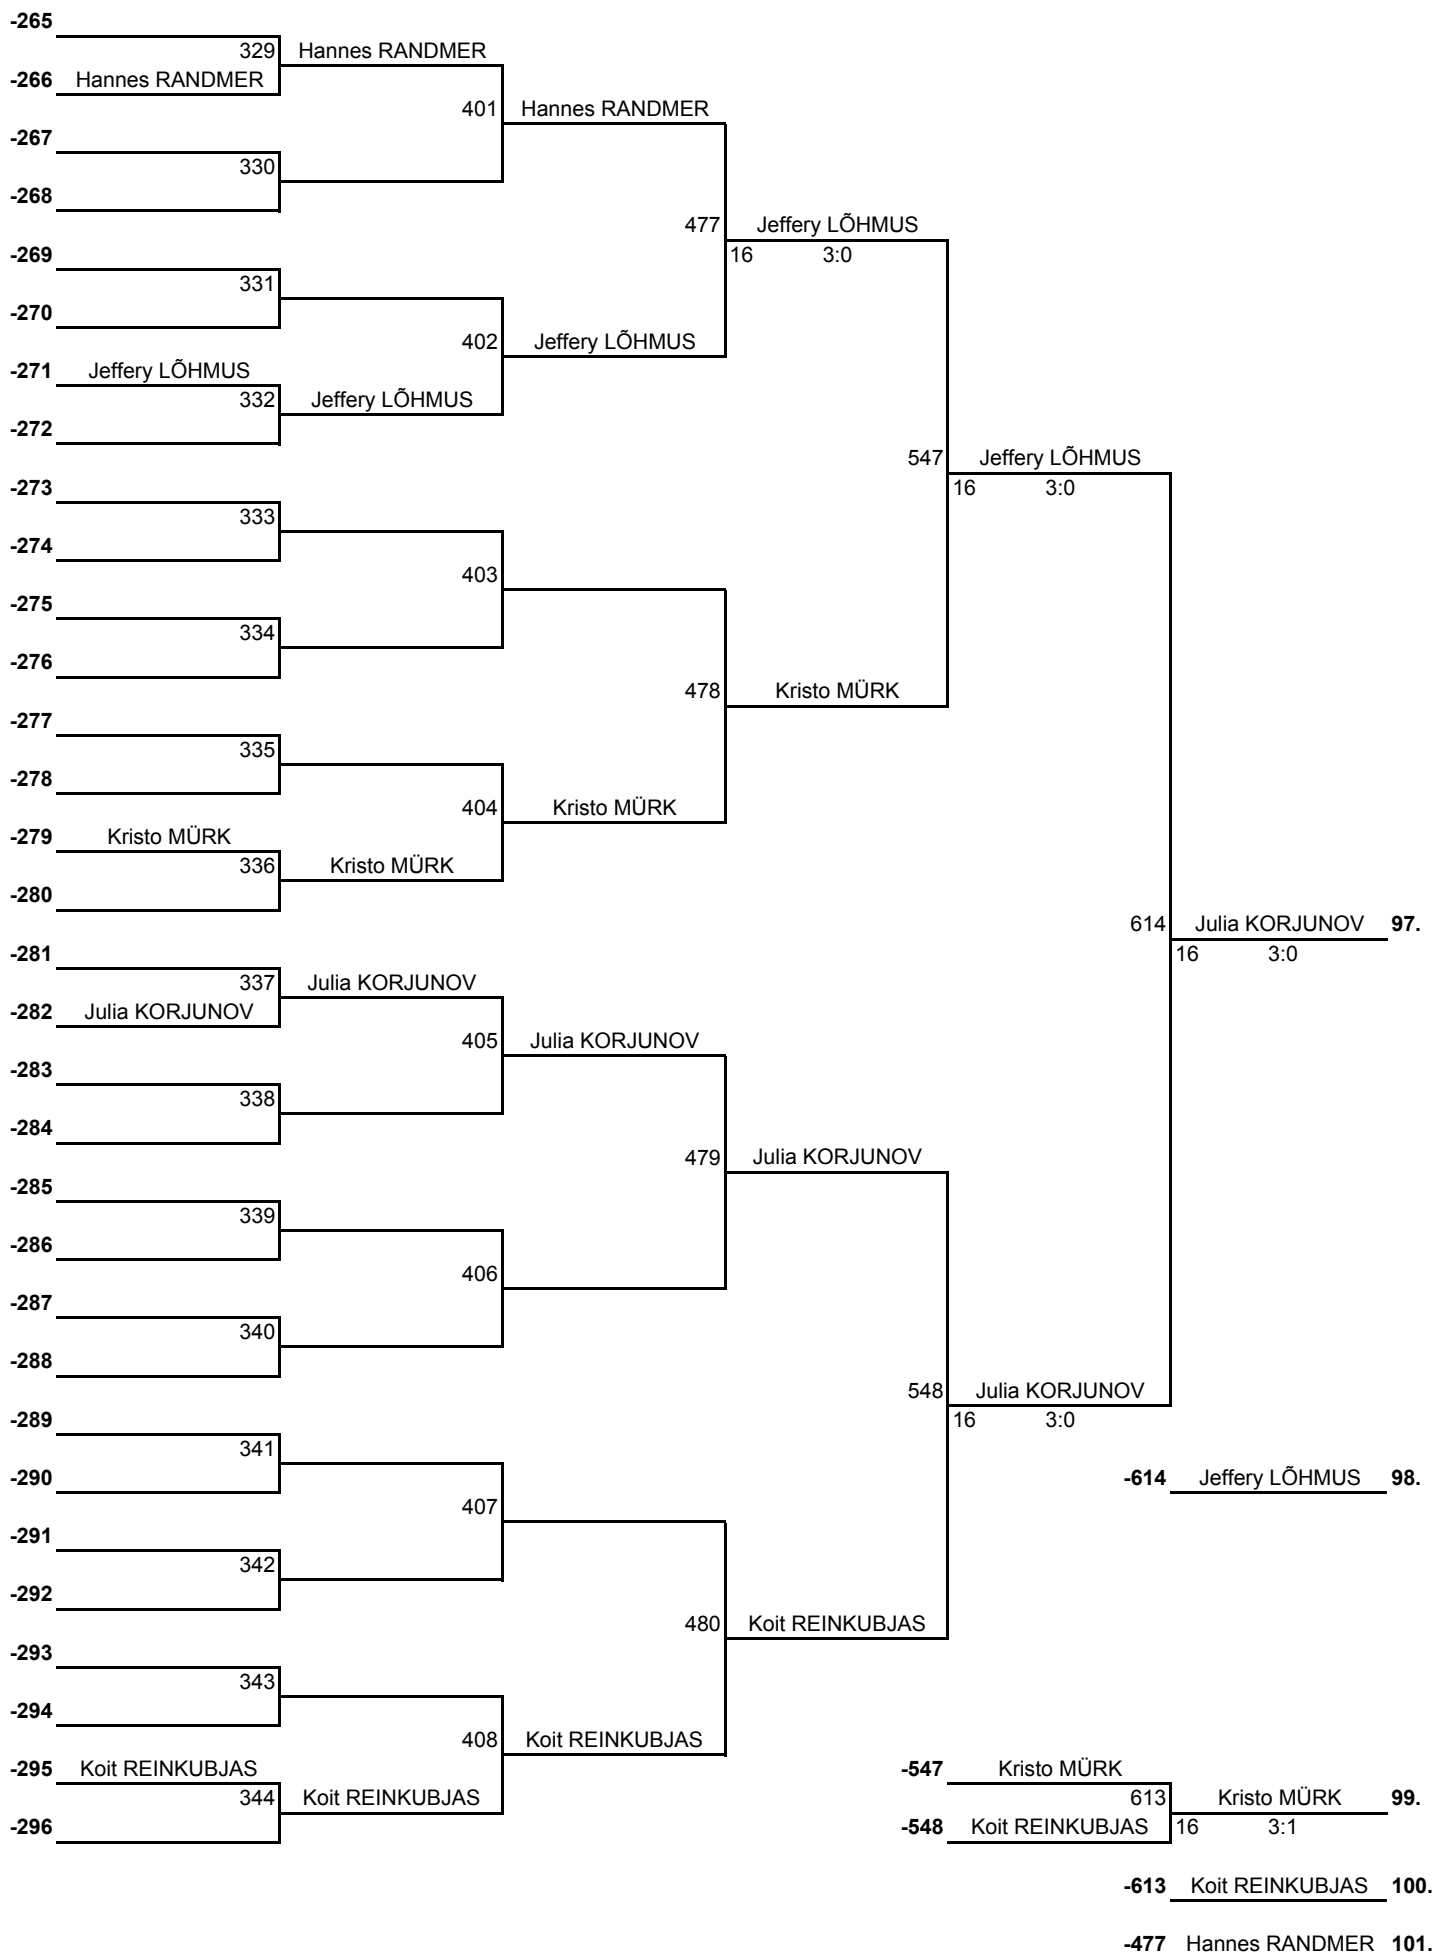 -265
329 Hannes RANDMER
-266 Hannes RANDMER
401 Hannes RANDMER
-267
330
-268
477 Jeffery LÕHMUS
16 3:0
-269
331
-270
402 Jeffery LÕHMUS
-271 Jeffery LÕHMUS
332 Jeffery LÕHMUS
-272
547 Jeffery LÕHMUS
16 3:0
-273
333
-274
403
-275
334
-276
478 Kristo MÜRK
-277
335
-278
404 Kristo MÜRK
-279 Kristo MÜRK
336 Kristo MÜRK
-280
614 Julia KORJUNOV 97.
16 3:0
-281
337 Julia KORJUNOV
-282 Julia KORJUNOV
405 Julia KORJUNOV
-283
338
-284
479 Julia KORJUNOV
-285
339
-286
406
-287
340
-288
548 Julia KORJUNOV
16 3:0
-289
341
-290
-614 Jeffery LÕHMUS 98.
407
-291
342
-292
480 Koit REINKUBJAS
-293
343
-294
408 Koit REINKUBJAS
-295 Koit REINKUBJAS
-547 Kristo MÜRK
344 Koit REINKUBJAS
613 Kristo MÜRK 99.
-296
-548 Koit REINKUBJAS 16 3:1
-613 Koit REINKUBJAS 100.
-477 Hannes RANDMER 101.